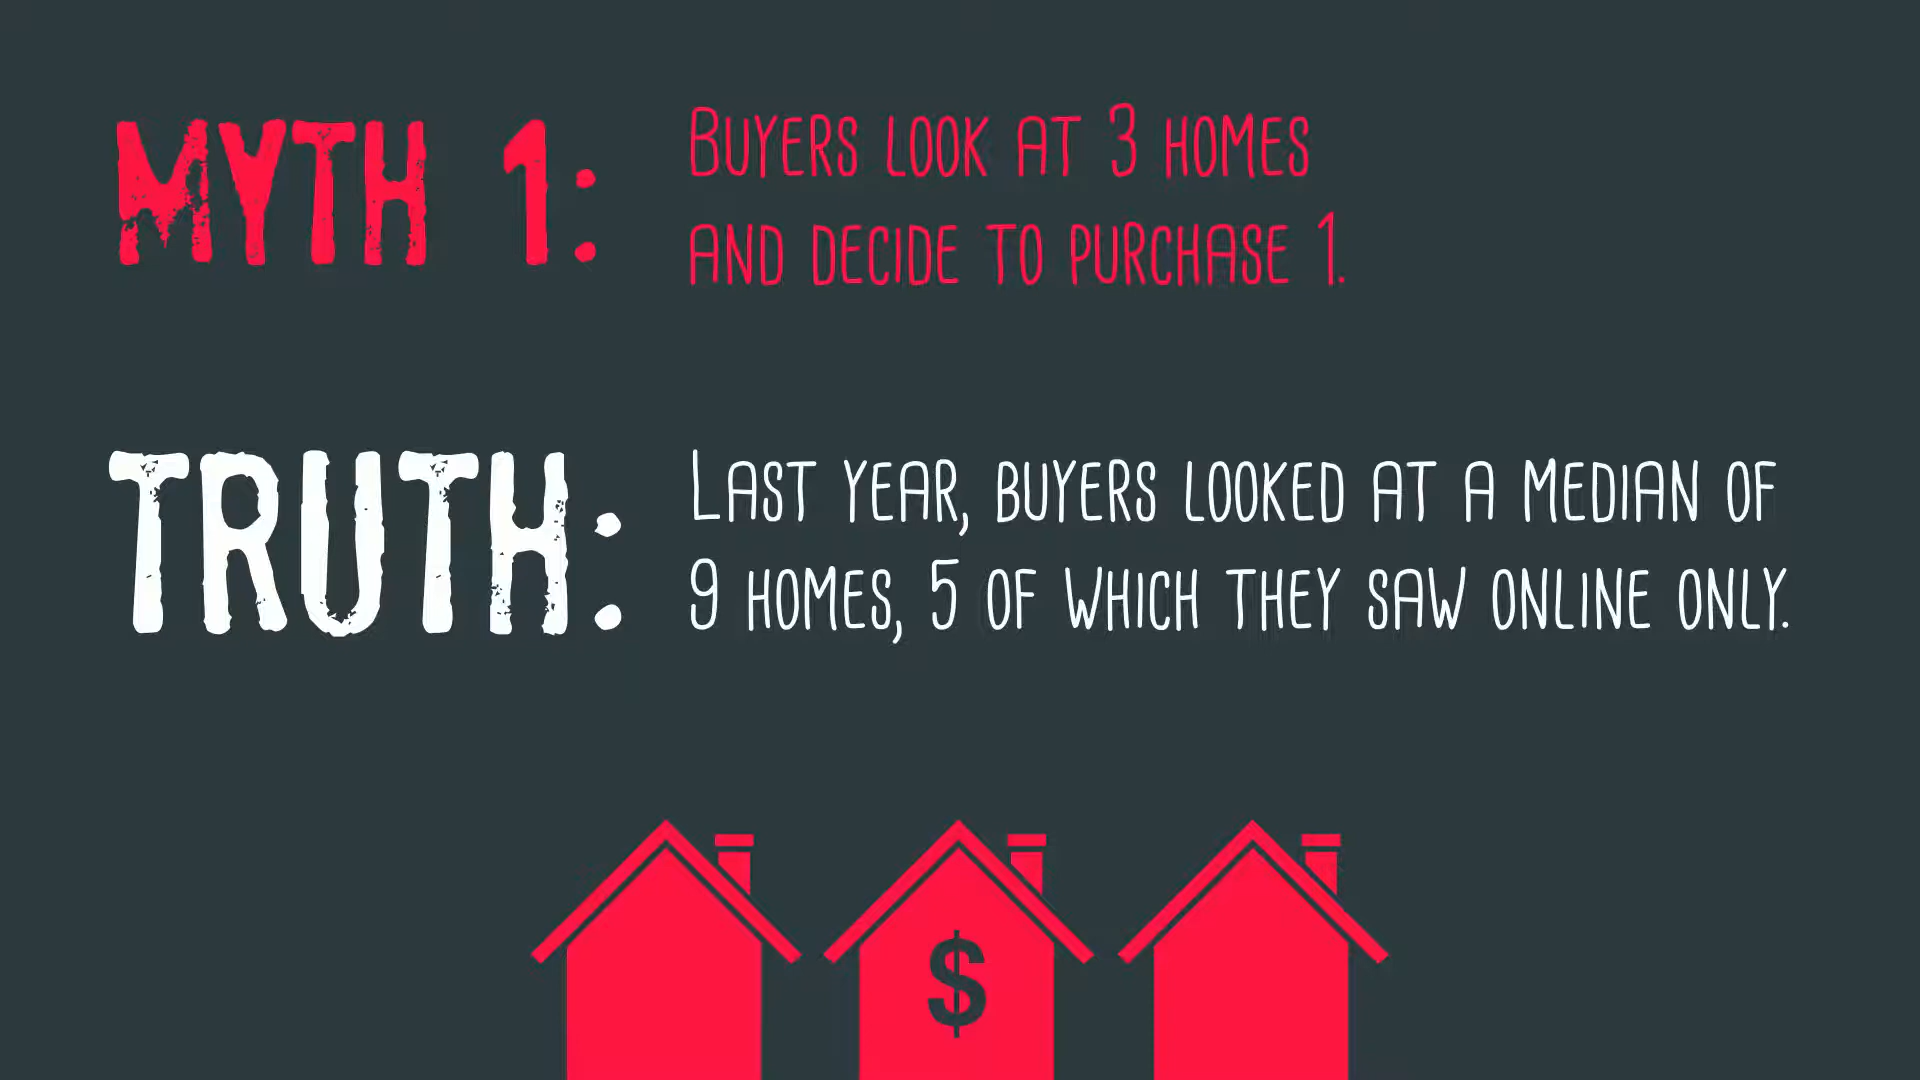 MYTH 1:
BUYERS LOOK AT 3 HOMES
AND DECIDE TO PURCHASE 1.
TRUTH:
LAST YEAR, BUYERS LOOKED AT A MEDIAN OF
9 HOMES, 5 OF WHICH THEY SAW ONLINE ONLY.
$